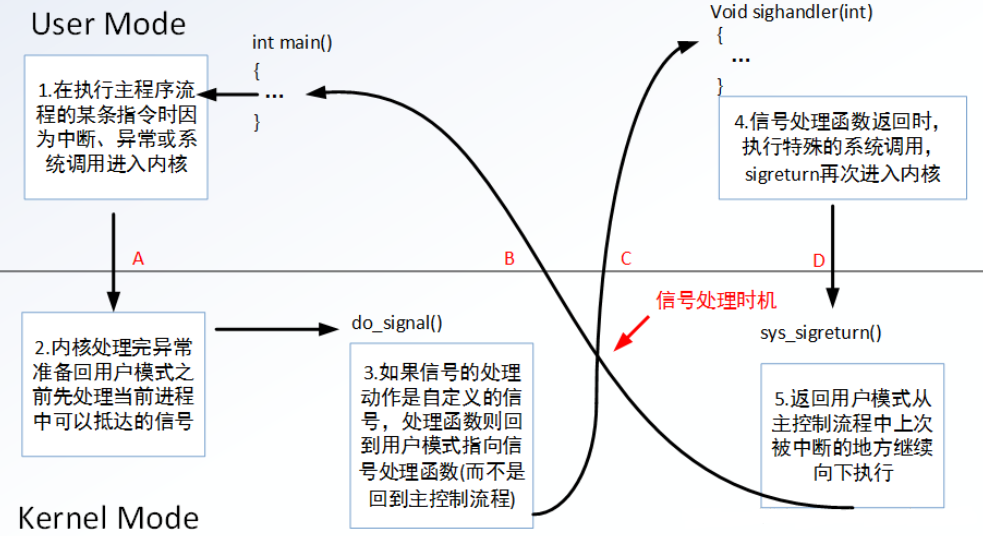 User Mode
int main()
{
...
}
Void sighandler(int)
{
...
}
1.在执行主程序流
程的某条指令时因
为中断、异常或系
统调用进入内核
4.信号处理函数返回时,
执行特殊的系统调用,
sigreturn再次进入内核
A
B
C
D
信号处理时机
2.内核处理完异常
准备回用户模式之
前先处理当前进程
中可以抵达的信号
do_signal()
3.如果信号的处理
动作是自定义的信
号，处理函数则回
到用户模式指向信
号处理函数(而不是
回到主控制流程)
sys_sigreturn()
5.返回用户模式从
主控制流程中上次
被中断的地方继续
向下执行
Kernel Mode